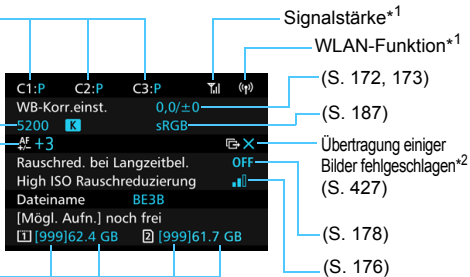 Signalstärke*1
WLAN-Funktion*1
C1:P C2:P C3:P
WB-Korr.einst. 0,0/±0
(S. 172, 173)
5200 K sRGB
(S. 187)
AF +/- +3
Übertragung einiger
Bilder fehlgeschlagen*2
(S. 427)
Rauschred. bei Langzeitbel. OFF
(S. 178)
High ISO Rauschreduzierung
(S. 176)
Dateiname BE3B
[Mögl. Aufn.] noch frei
1 [999]62.4 GB 2 [999]61.7 GB